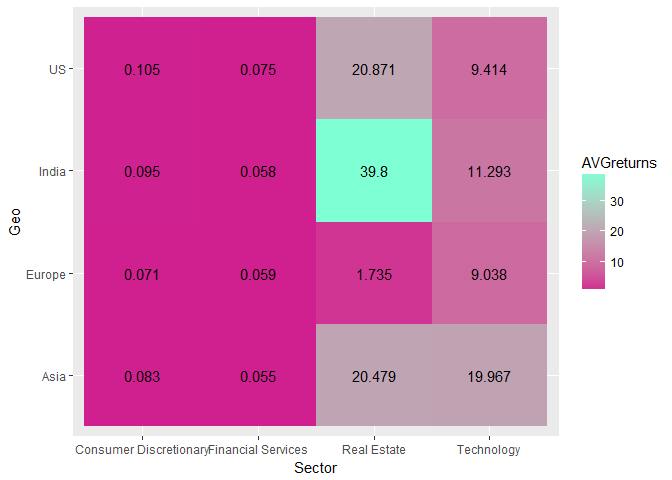 US
0.105
0.075
20.871
9.414
India
0.095
0.058
39.8
11.293
Europe
0.071
0.059
1.735
9.038
Asia
0.083
0.055
20.479
19.967
Consumer Discretionary
Financial Services
Real Estate
Technology
Sector
Geo
AVGreturns
30
20
10